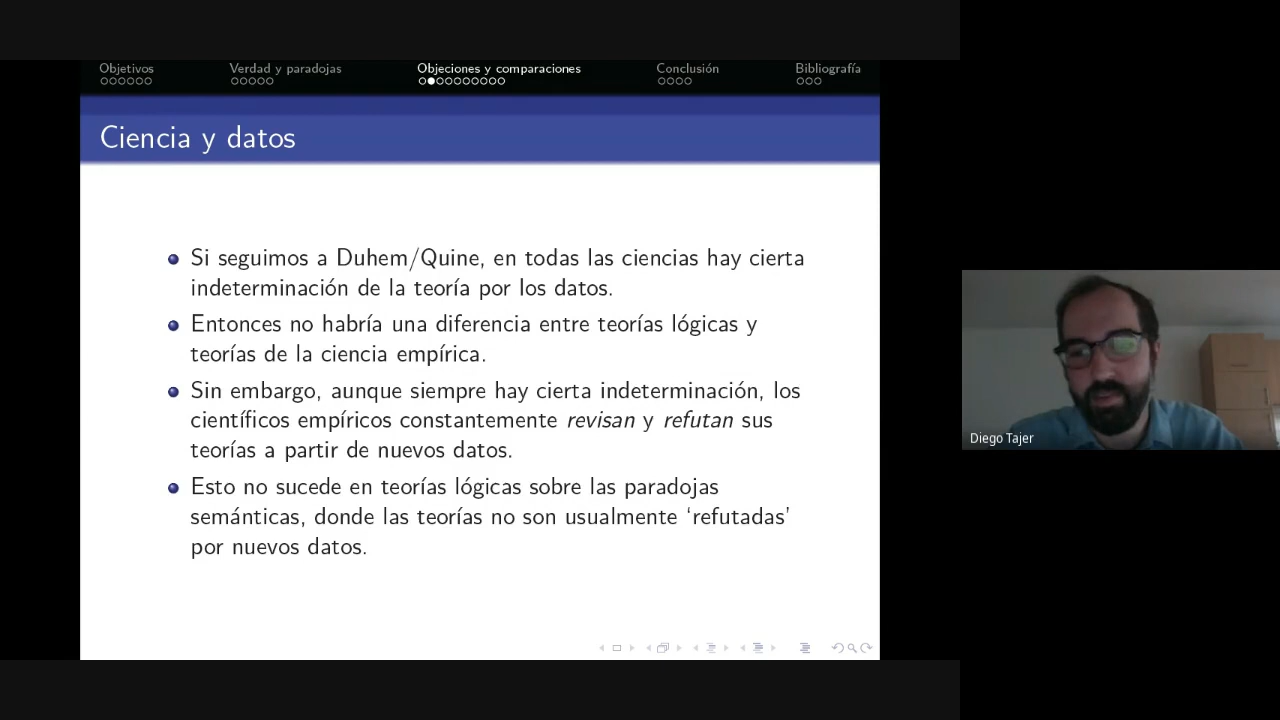 Objetivos
Verdad y paradojas
Objeciones y comparaciones
Conclusión
Bibliografía
Ciencia y datos
Si seguimos a Duhem/Quine, en todas las ciencias hay cierta
indeterminación de la teoría por los datos.
Entonces no habría una diferencia entre teorías lógicas y
teorías de la ciencia empírica.
Sin embargo, aunque siempre hay cierta indeterminación, los
científicos empíricos constantemente revisan y refutan sus
teorías a partir de nuevos datos.
Esto no sucede en teorías lógicas sobre las paradojas
semánticas, donde las teorías no son usualmente ‘refutadas’
por nuevos datos.
Diego Tajer